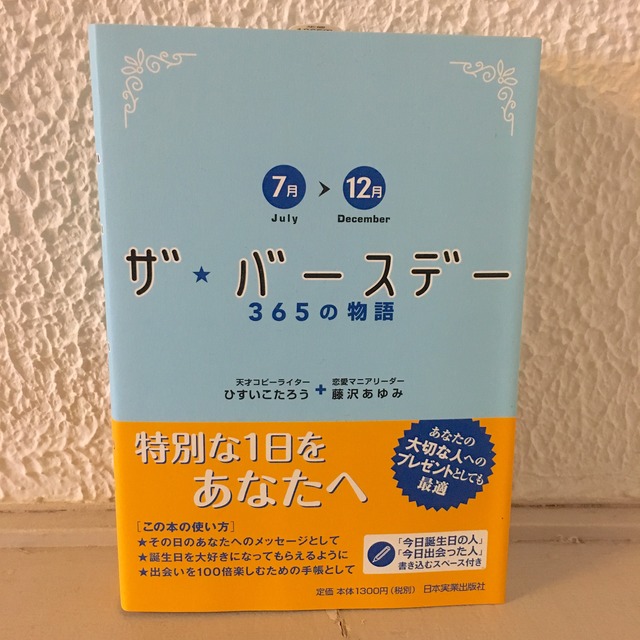 7月 > 12月
July December
ザ★バースデー
365の物語
天才コピーライター 恋愛マニアリーダー
ひすいこたろう + 藤沢あゆみ
特別な1日を
あなたへ
あなたの
大切な人への
プレゼントとしても
最適
[この本の使い方]
★その日のあなたへのメッセージとして
★誕生日を大好きになってもらえるように
★出会いを100倍楽しむための手帳として
「今日誕生日の人」
「今日出会った人」
書き込むスペース付き
定価 本体1300円(税別) 日本実業出版社